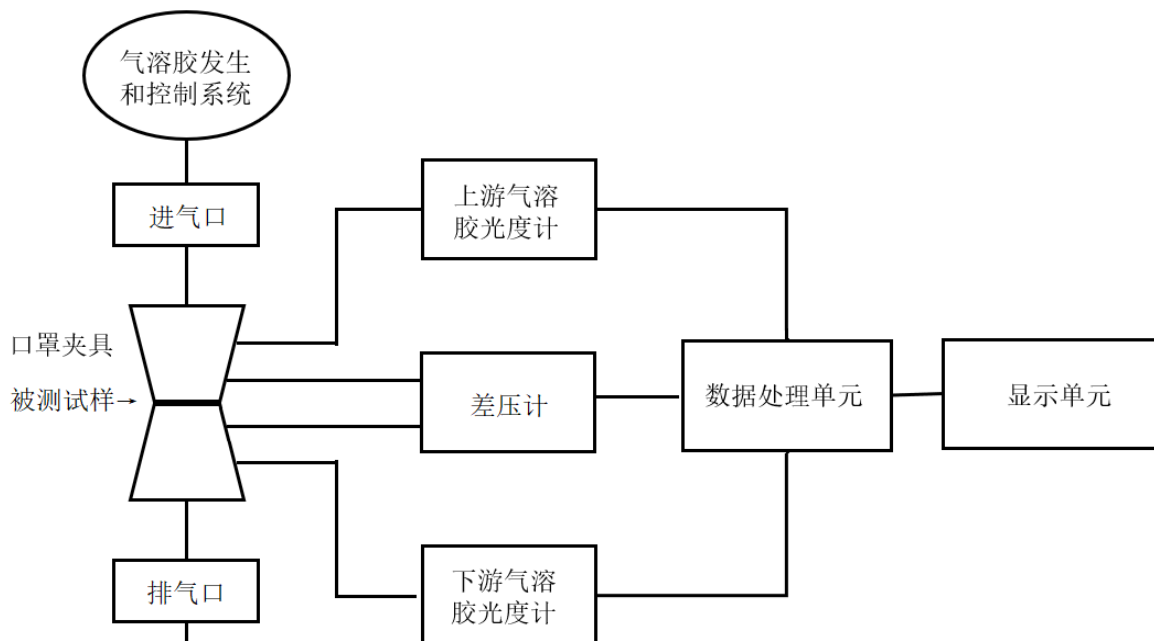 气溶胶发生
和控制系统
进气口
上游气溶
胶光度计
口罩夹具
被测试样→
差压计
数据处理单元
显示单元
排气口
下游气溶
胶光度计